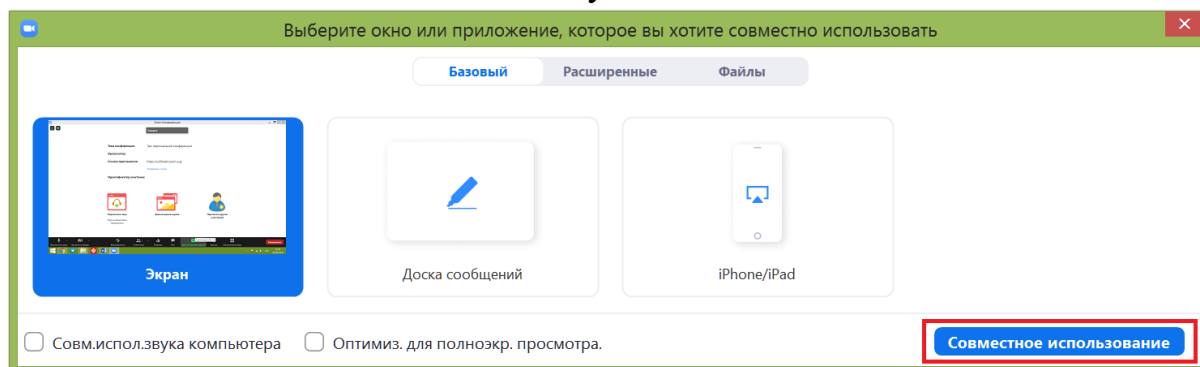 Выберите окно или приложение, которое вы хотите совместно использовать
Базовый Расширенные Файлы
Экран
Доска сообщений
iPhone/iPad
Совм.испол.звука компьютера Оптимиз. для полноэкр. просмотра.
Совместное использование